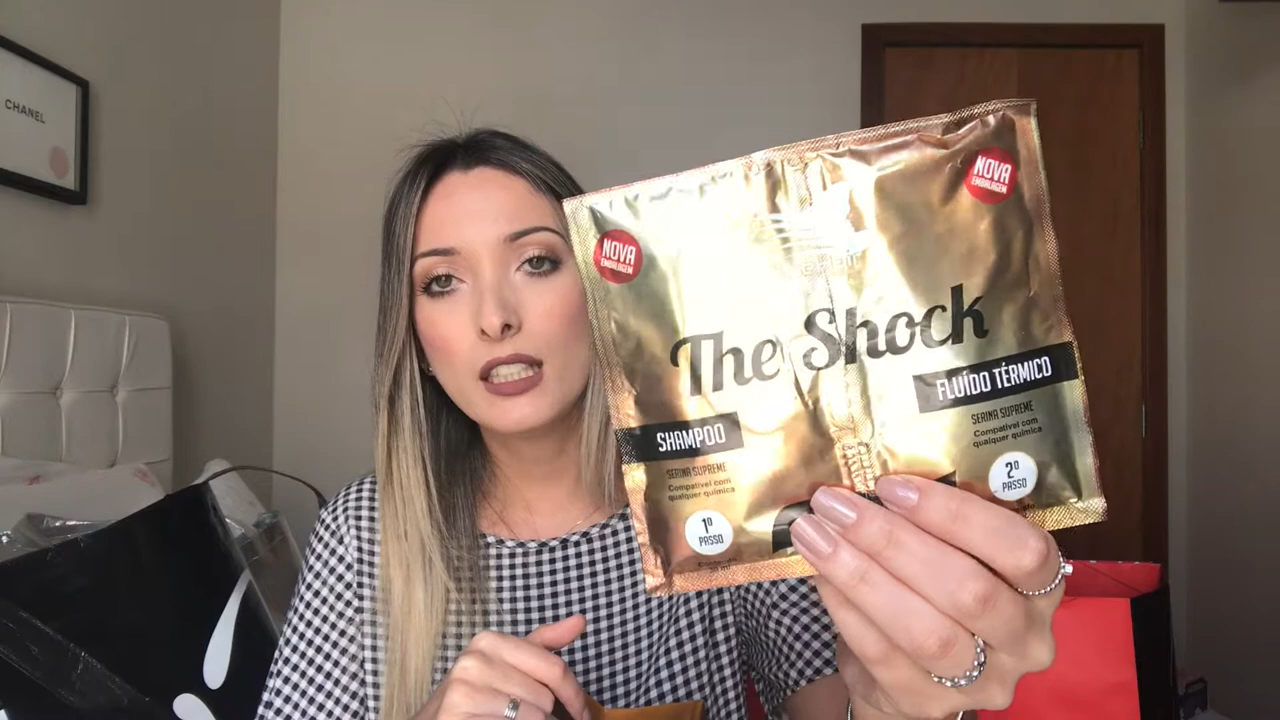 CHANEL
NOVA
EMBALAGEM
NOVA
EMBALAGEM
The Shock
SHAMPOO
SERINA SUPREME
Compatível com
qualquer química
1º
PASSO
FLUÍDO TÉRMICO
SERINA SUPREME
Compatível com
qualquer química
2º
PASSO